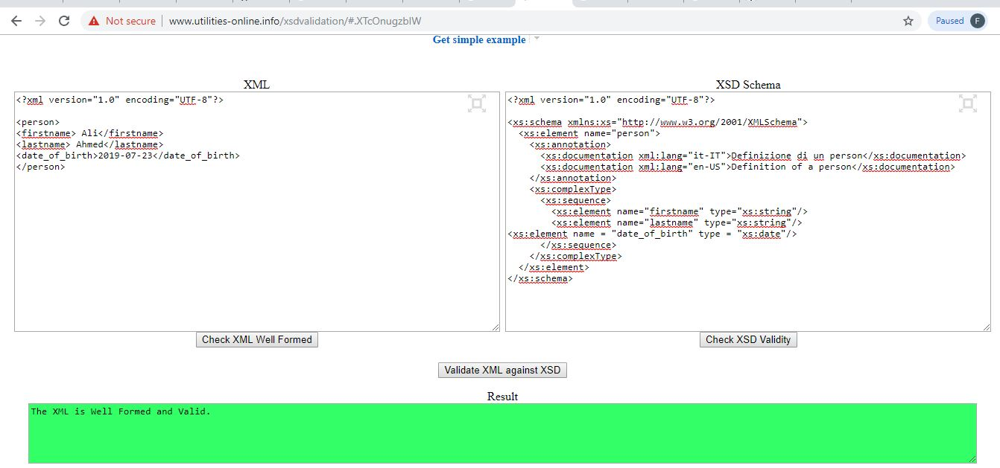 Not secure | www.utilities-online.info/xsdvalidation/#.XTcOnugzbIW
Paused F
Get simple example
XML
<?xml version="1.0" encoding="UTF-8"?>
<person>
<firstname> Ali</firstname>
<lastname> Ahmed</lastname>
<date_of_birth>2019-07-23</date_of_birth>
</person>
Check XML Well Formed
XSD Schema
<?xml version="1.0" encoding="UTF-8"?>
<xs:schema xmlns:xs="http://www.w3.org/2001/XMLSchema">
<xs:element name="person">
<xs:annotation>
<xs:documentation xml:lang="it-IT">Definizione di un person</xs:documentation>
<xs:documentation xml:lang="en-US">Definition of a person</xs:documentation>
</xs:annotation>
<xs:complexType>
<xs:sequence>
<xs:element name="firstname" type="xs:string"/>
<xs:element name="lastname" type="xs:string"/>
<xs:element name = "date_of_birth" type = "xs:date"/>
</xs:sequence>
</xs:complexType>
</xs:element>
</xs:schema>
Check XSD Validity
Validate XML against XSD
Result
The XML is Well Formed and Valid.